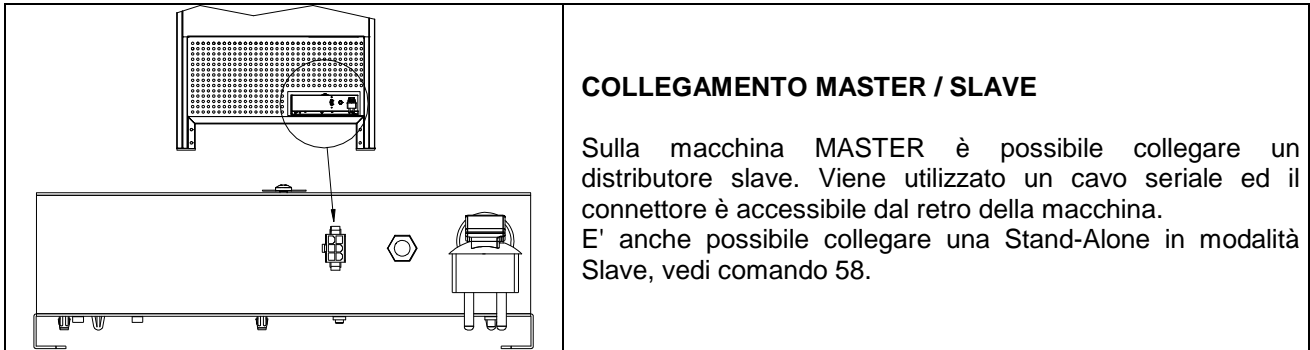 COLLEGAMENTO MASTER / SLAVE
Sulla macchina MASTER è possibile collegare un
distributore slave. Viene utilizzato un cavo seriale ed il
connettore è accessibile dal retro della macchina.
E' anche possibile collegare una Stand-Alone in modalità
Slave, vedi comando 58.